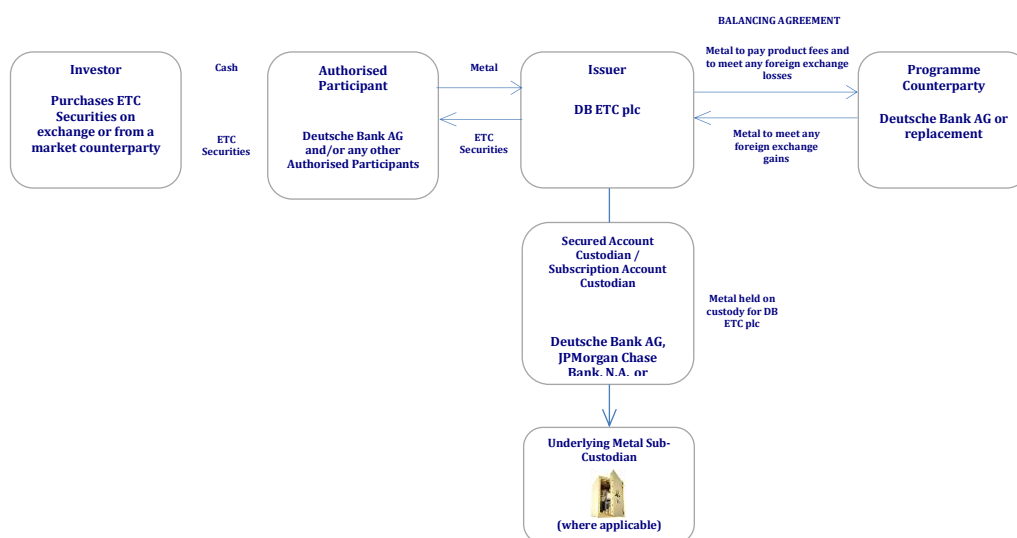 BALANCING AGREEMENT
Investor
Purchases ETC
Securities on
exchange or from a
market counterparty
Cash
ETC
Securities
Authorised
Participant
Deutsche Bank AG
and/or any other
Authorised Participants
Metal
ETC
Securities
Issuer
DB ETC plc
Metal to pay product fees and
to meet any foreign exchange
losses
Metal to meet any
foreign exchange
gains
Programme
Counterparty
Deutsche Bank AG or
replacement
Secured Account
Custodian /
Subscription Account
Custodian
Deutsche Bank AG,
JPMorgan Chase
Bank, N.A. or
Metal held on
custody for DB
ETC plc
Underlying Metal Sub-
Custodian
(where applicable)